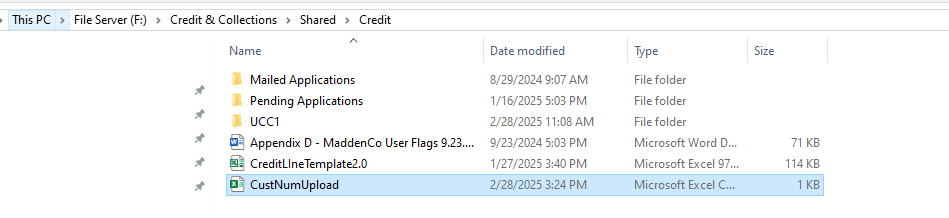 This PC > File Server (F:) > Credit & Collections > Shared > Credit
Name Date modified Type Size
Mailed Applications 8/29/2024 9:07 AM File folder
Pending Applications 1/16/2025 5:03 PM File folder
UCC1 2/28/2025 11:08 AM File folder
Appendix D - MaddenCo User Flags 9.23.... 9/23/2024 5:03 PM Microsoft Word D... 71 KB
CreditLIneTemplate2.0 1/27/2025 3:40 PM Microsoft Excel 97... 114 KB
CustNumUpload 2/28/2025 3:24 PM Microsoft Excel C... 1 KB